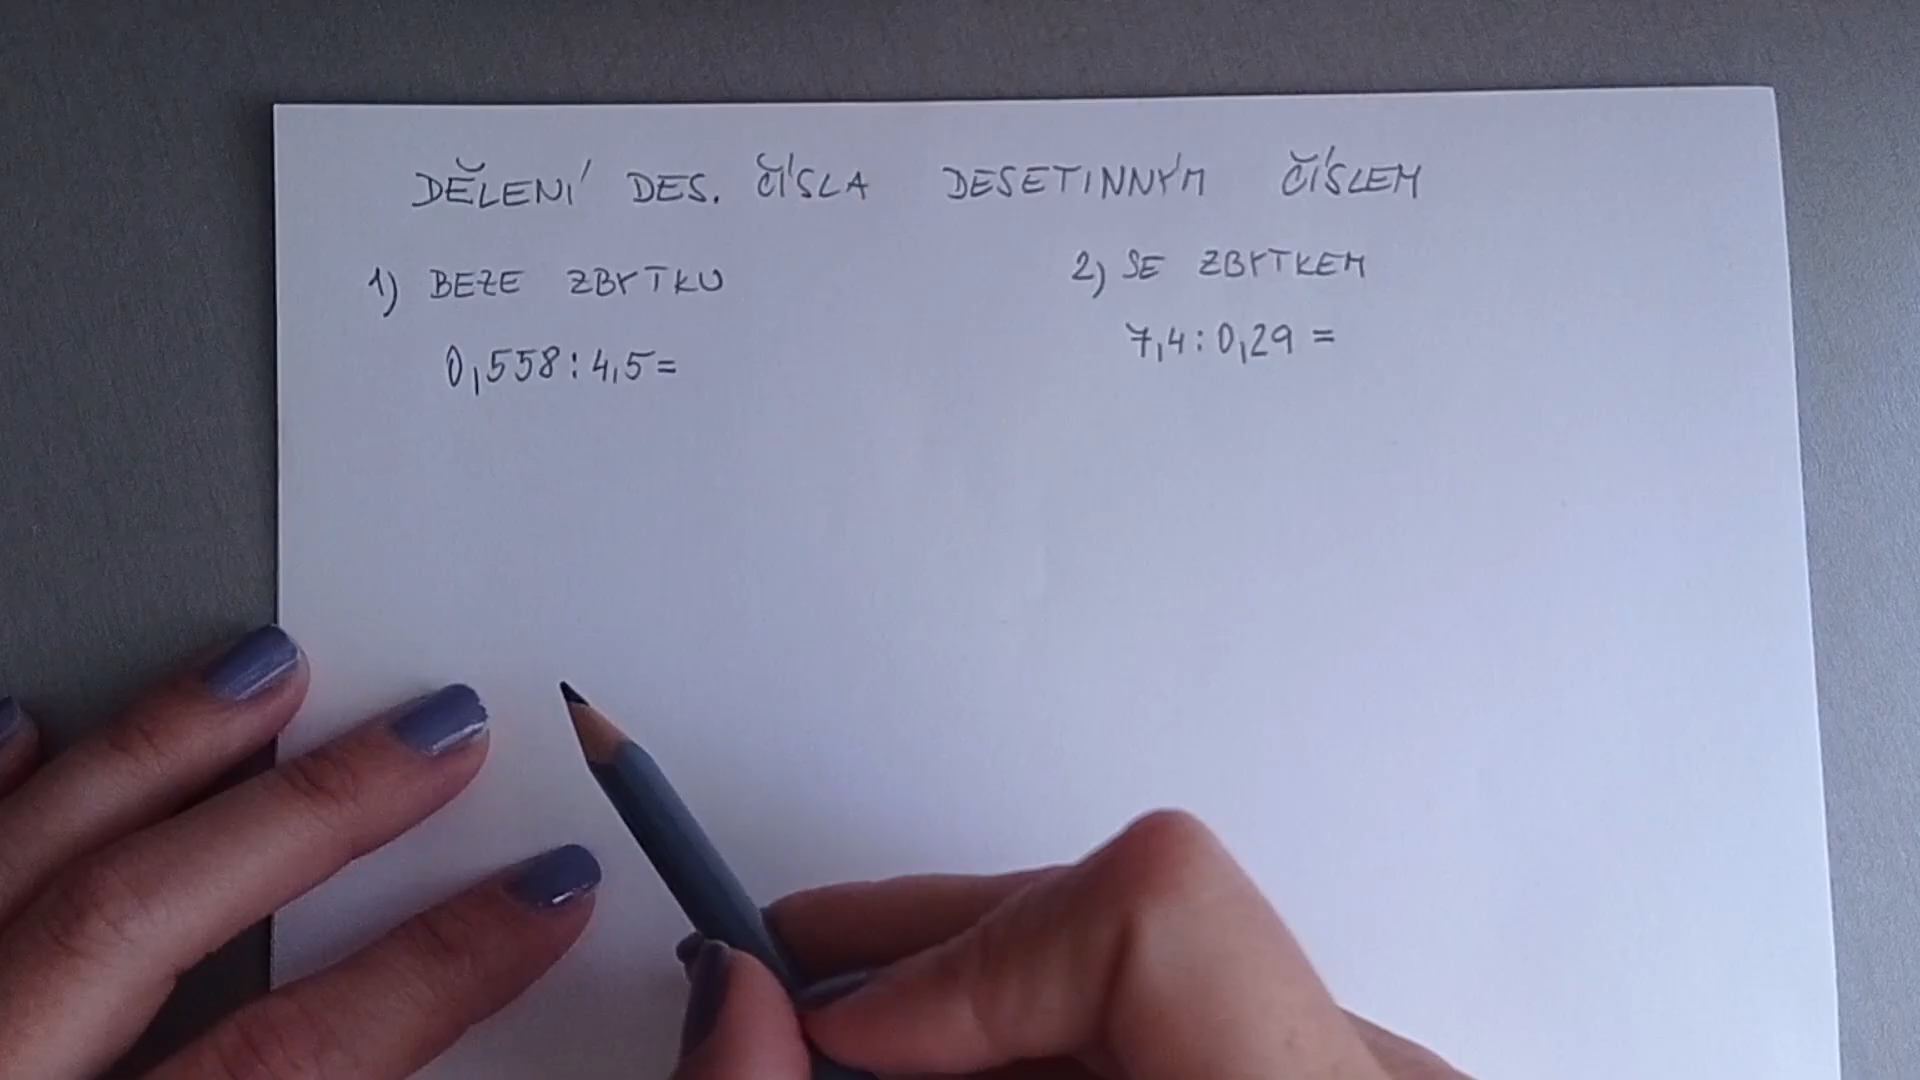 DĚLENÍ DES. ČÍSLA DESETINNÝM ČÍSLEM
1) BEZE ZBYTKU
0,558:4,5=
2) SE ZBYTKEM
7,4:0,29 =